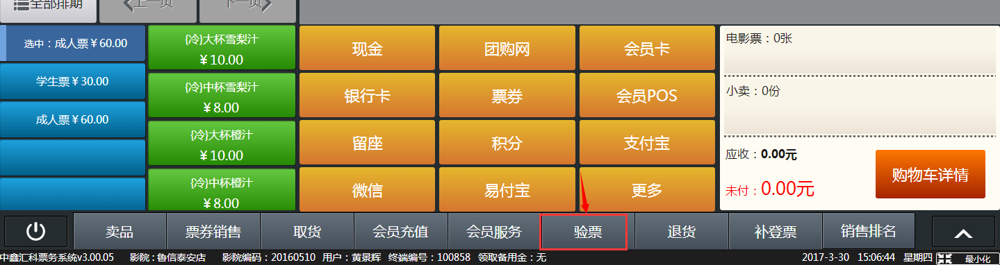 全部排期
上一页
下一页
选中：成人票￥60.00
学生票￥30.00
成人票￥60.00
{冷}大杯雪梨汁
￥10.00
{冷}中杯雪梨汁
￥8.00
{冷}大杯橙汁
￥10.00
{冷}中杯橙汁
￥8.00
现金 团购网 会员卡
银行卡 票券 会员POS
留座 积分 支付宝
微信 易付宝 更多
电影票：0张
小卖：0份
应收：0.00元
未付：0.00元
购物车详情
卖品 票券销售 取货 会员充值 会员服务 验票 退货 补登票 销售排名
中鑫汇科票务系统v3.00.05 影院：鲁信泰安店 影院编码：20160510 用户：黄景辉 终端编号：100858 领取备用金：无 2017-3-30 15:06:44 星期四 最小化